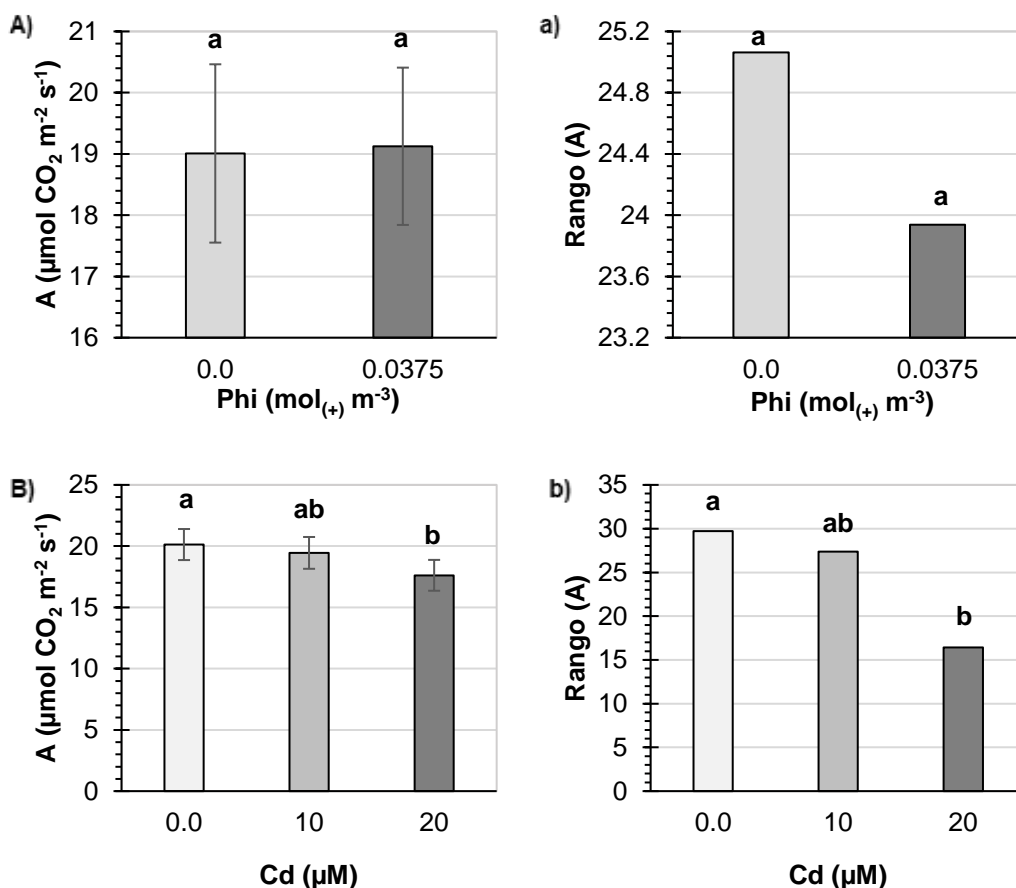 A)
A (µmol CO2 m-2 s-1)
21
20
19
18
17
16
a
a
0.0
0.0375
Phi (mol(+) m-3)
a)
Rango (A)
25.2
24.8
24.4
24
23.6
23.2
a
a
0.0
0.0375
Phi (mol(+) m-3)
B)
A (µmol CO2 m-2 s-1)
25
20
15
10
5
0
a
ab
b
0.0
10
20
Cd (µM)
b)
Rango (A)
35
30
25
20
15
10
5
0
a
ab
b
0.0
10
20
Cd (µM)